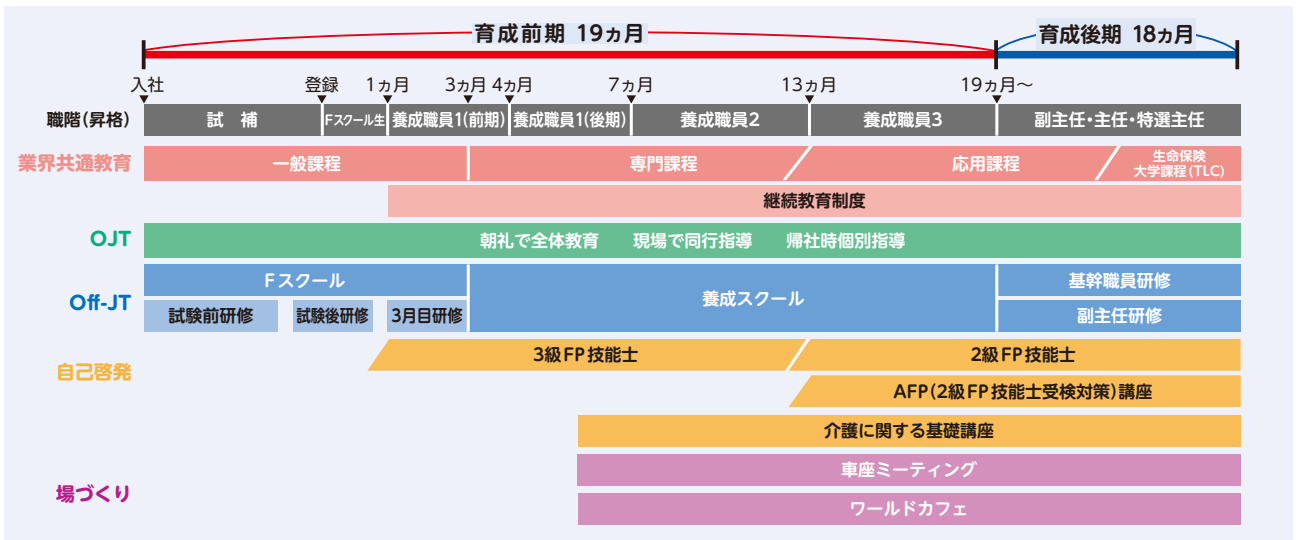 育成前期 19ヵ月
育成後期 18ヵ月
入社
登録
1ヵ月
3ヵ月
4ヵ月
7ヵ月
13ヵ月
19ヵ月～
職階(昇格)
試 補
Fスクール生
養成職員1(前期)
養成職員1(後期)
養成職員2
養成職員3
副主任・主任・特選主任
業界共通教育
一般課程
専門課程
応用課程
生命保険
大学課程(TLC)
継続教育制度
OJT
朝礼で全体教育 現場で同行指導 帰社時個別指導
Off-JT
Fスクール
養成スクール
基幹職員研修
試験前研修
試験後研修
3月目研修
副主任研修
自己啓発
3級FP技能士
2級FP技能士
AFP(2級FP技能士受検対策)講座
介護に関する基礎講座
場づくり
車座ミーティング
ワールドカフェ